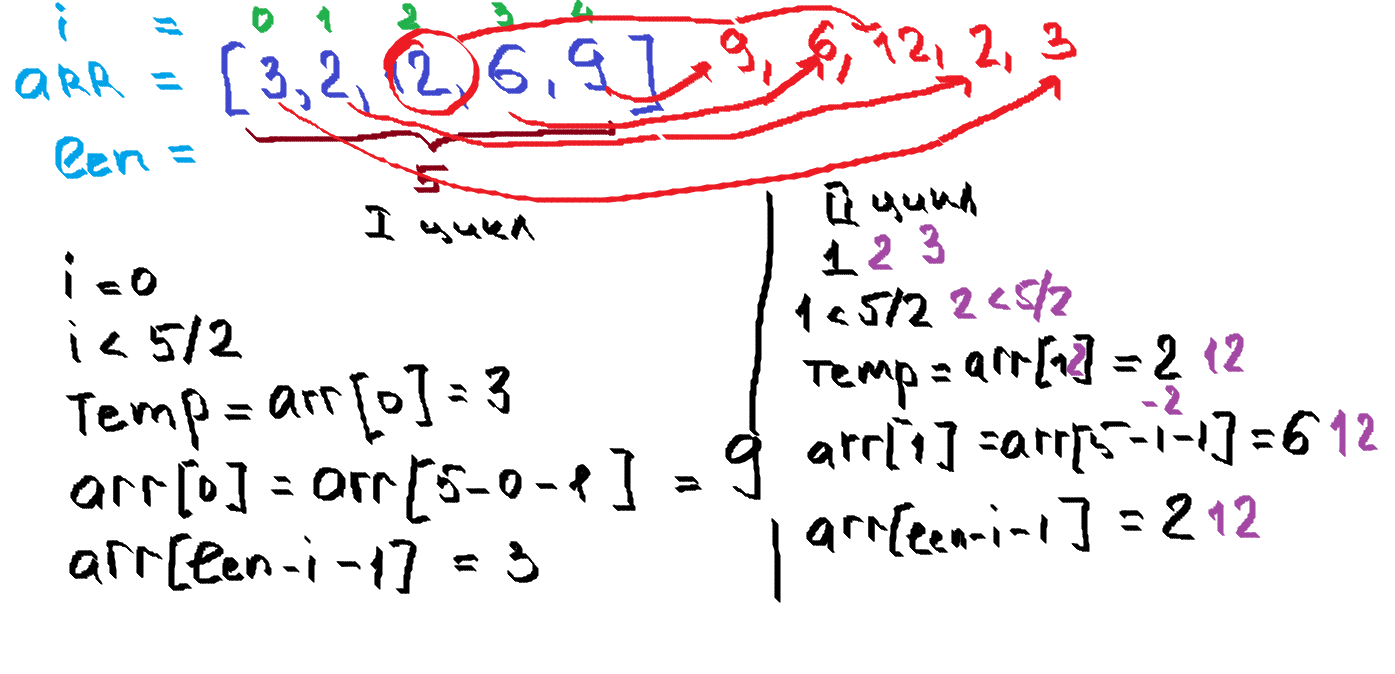 i = 0 1 2 3 4
arr = [3, 2, 12, 6, 9] 9, 6, 12, 2, 3
len = 5
I цикл
i = 0
i < 5/2
Temp = arr[0] = 3
arr[0] = arr[5-0-1] = 9
arr[len-i-1] = 3
II цикл
1 2 3
1 < 5/2 2 < 5/2
Temp = arr[1 2] = 2 12
-2
arr[1] = arr[5-1-1] = 6 12
arr[len-i-1] = 2 12